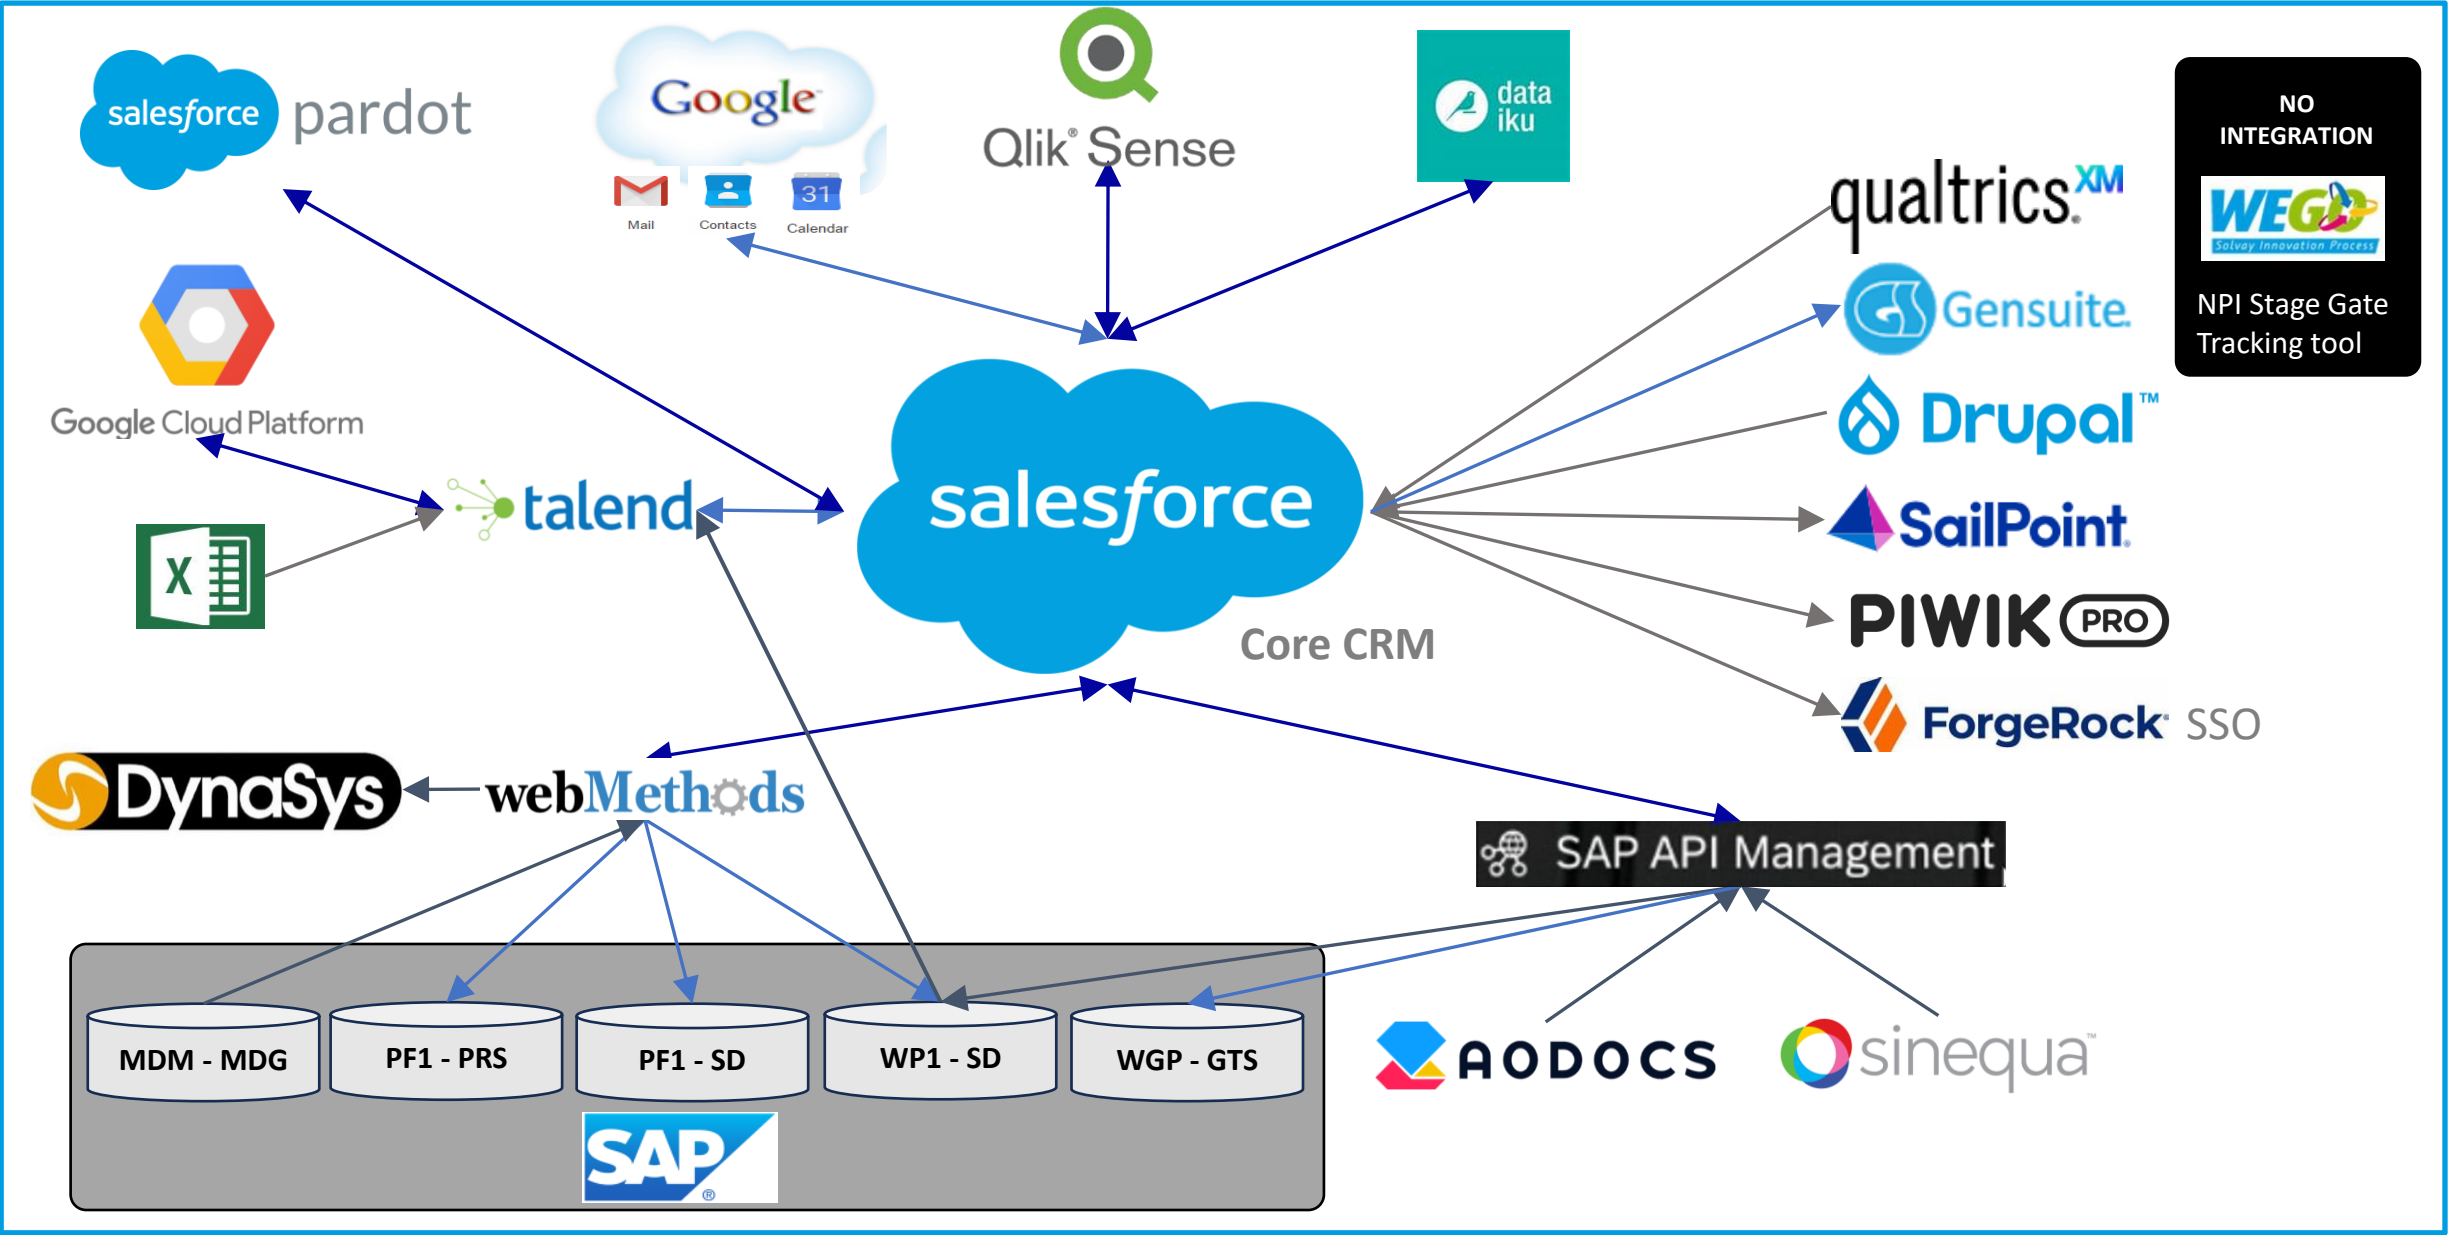 salesforce pardot
Google
Mail
Contacts
31
Calendar
Qlik® Sense
data
iku
NO
INTEGRATION
WEGO
Solvay Innovation Process
NPI Stage Gate
Tracking tool
qualtrics.XM
Gensuite.
Drupal™
SailPoint.
PIWIK PRO
ForgeRock® SSO
Google Cloud Platform
talend
X
salesforce
Core CRM
DynaSys
webMethods
SAP API Management
MDM - MDG
PF1 - PRS
PF1 - SD
WP1 - SD
WGP - GTS
SAP®
AODOCS
sinequa™